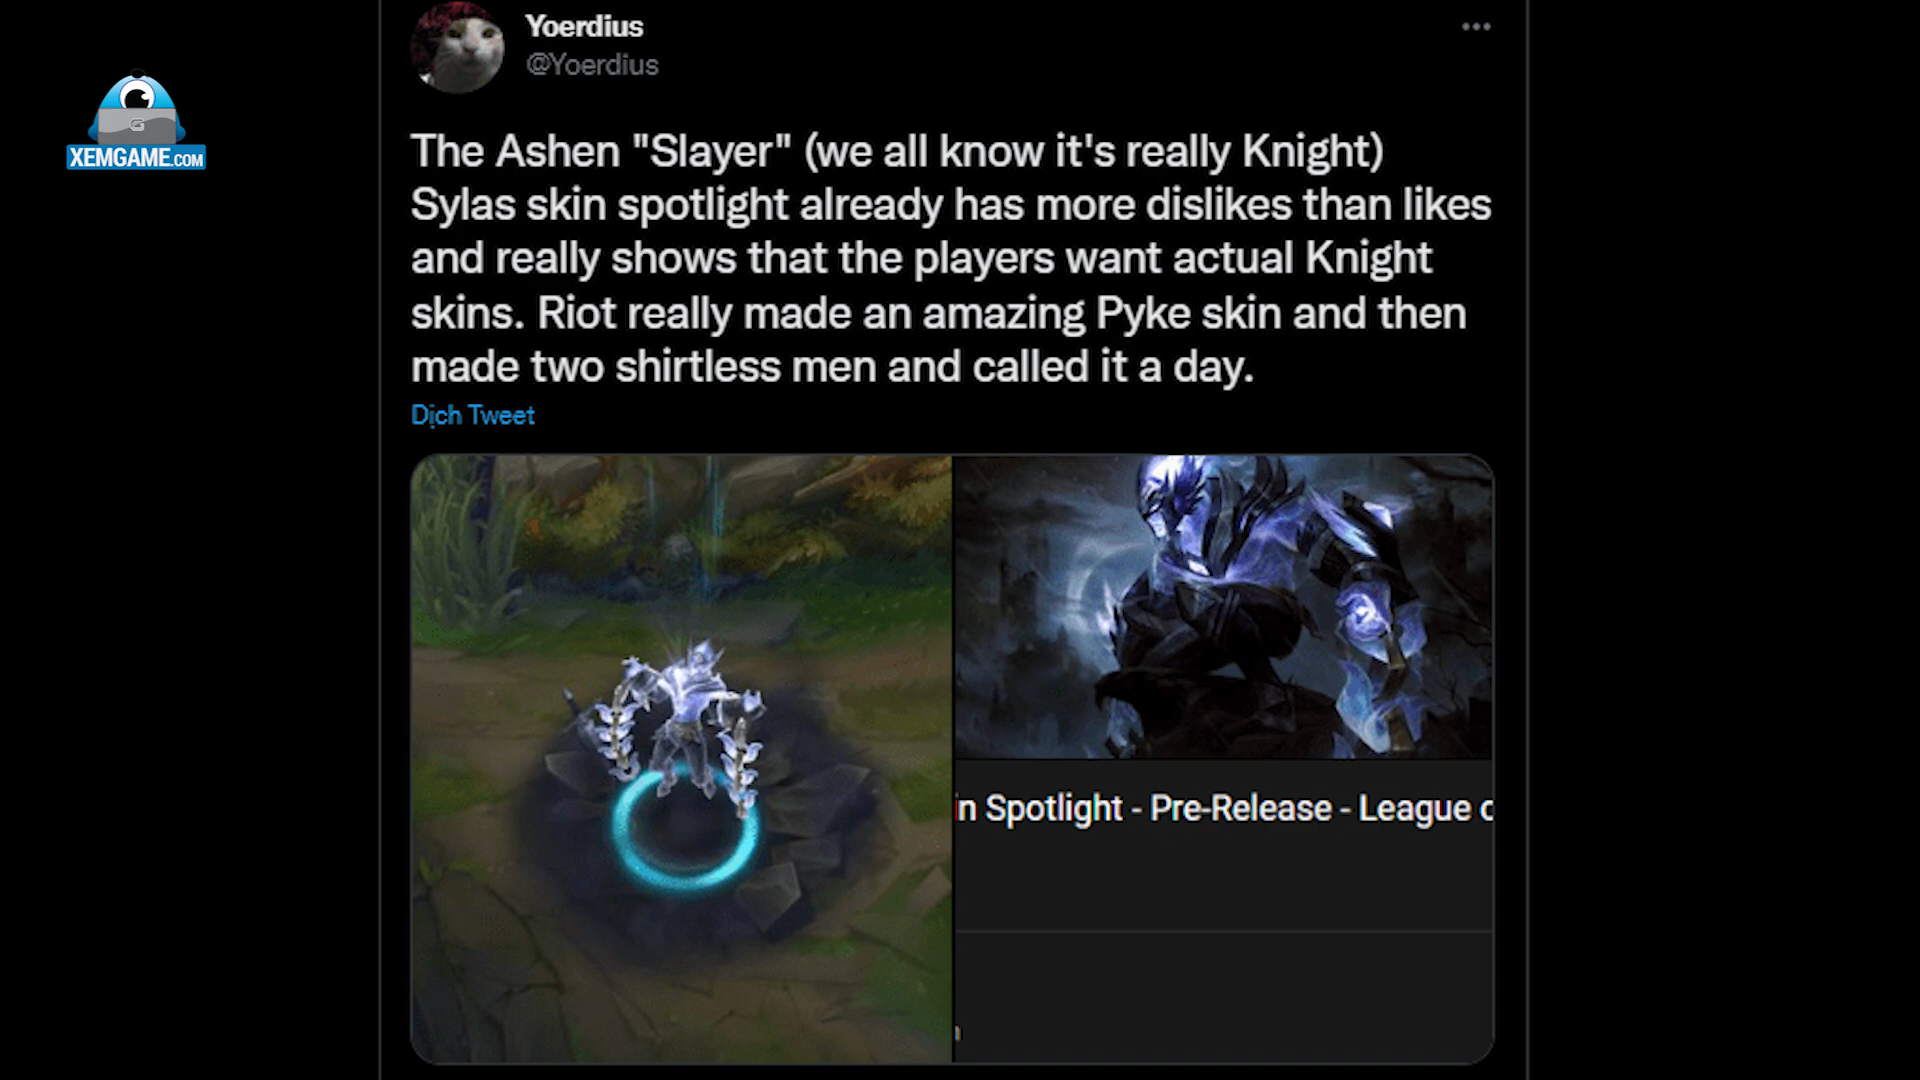 Yoerdius
@Yoerdius
XEMGAME.COM
The Ashen "Slayer" (we all know it's really Knight)
Sylas skin spotlight already has more dislikes than likes
and really shows that the players want actual Knight
skins. Riot really made an amazing Pyke skin and then
made two shirtless men and called it a day.
Dịch Tweet
in Spotlight - Pre-Release - League